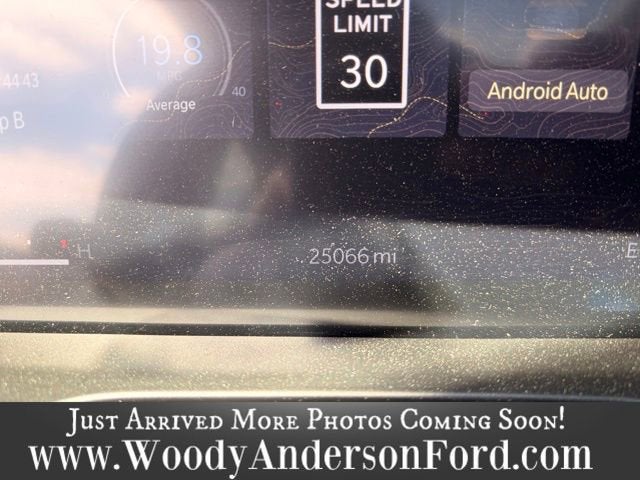 SPEED
LIMIT
30
19.8
MPG
40
Average
4443
p B
Android Auto
H
25066 mi
E
Just Arrived More Photos Coming Soon!
www.WoodyAndersonFord.com